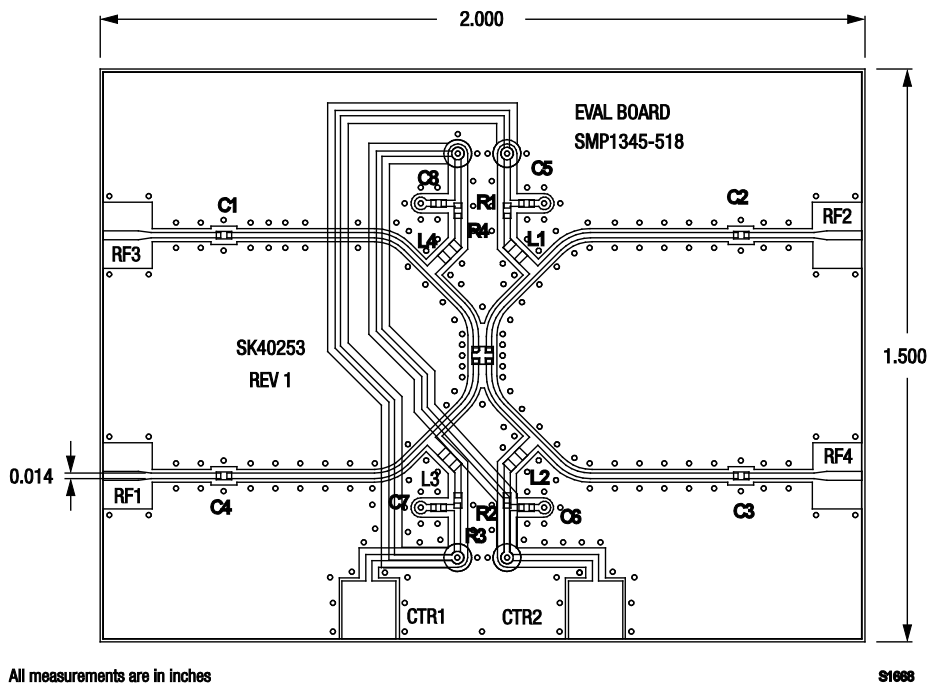 2.000
EVAL BOARD
SMP1345-518
C8
C5
C1
R1
C2
RF2
R4
L4
L1
RF3
SK40253
REV 1
1.500
0.014
RF4
L3
L2
RF1
C7
R2
C4
C6
C3
R3
CTR1
CTR2
All measurements are in inches
S1668